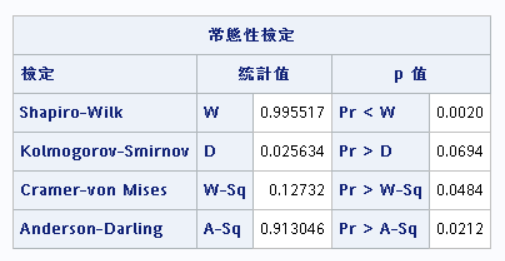 常態性檢定
檢定 統計值 p 值
Shapiro-Wilk W 0.995517 Pr < W 0.0020
Kolmogorov-Smirnov D 0.025634 Pr > D 0.0694
Cramer-von Mises W-Sq 0.12732 Pr > W-Sq 0.0484
Anderson-Darling A-Sq 0.913046 Pr > A-Sq 0.0212